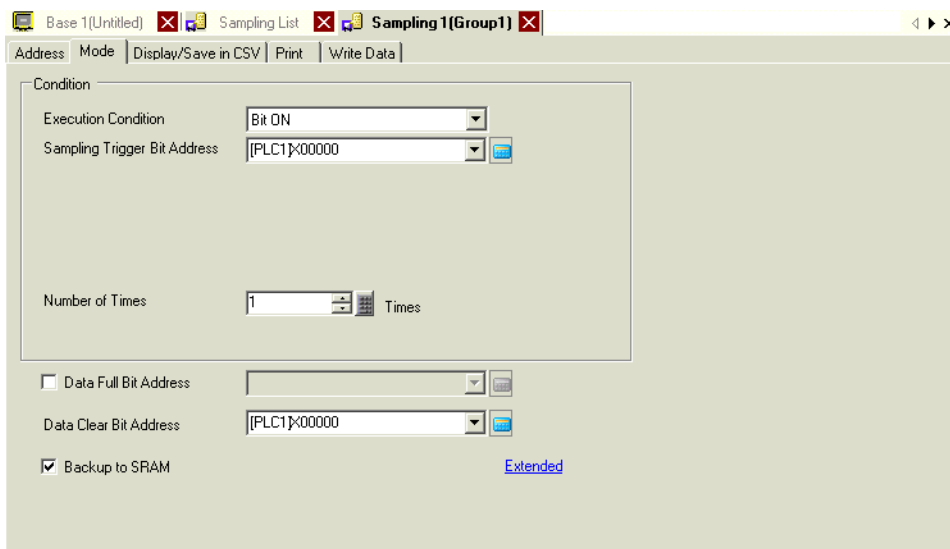 Base 1(Untitled) Sampling List Sampling 1(Group1)
Address Mode Display/Save in CSV Print Write Data
Condition
Execution Condition Bit ON
Sampling Trigger Bit Address [PLC1]X00000
Number of Times 1 Times
Data Full Bit Address
Data Clear Bit Address [PLC1]X00000
Backup to SRAM Extended